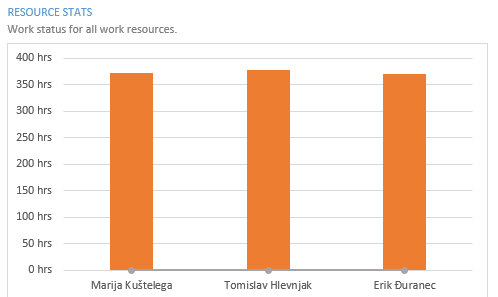 RESOURCE STATS
Work status for all work resources.
400 hrs
350 hrs
300 hrs
250 hrs
200 hrs
150 hrs
100 hrs
50 hrs
0 hrs
Marija Kuštelega Tomislav Hlevnjak Erik Đuranec